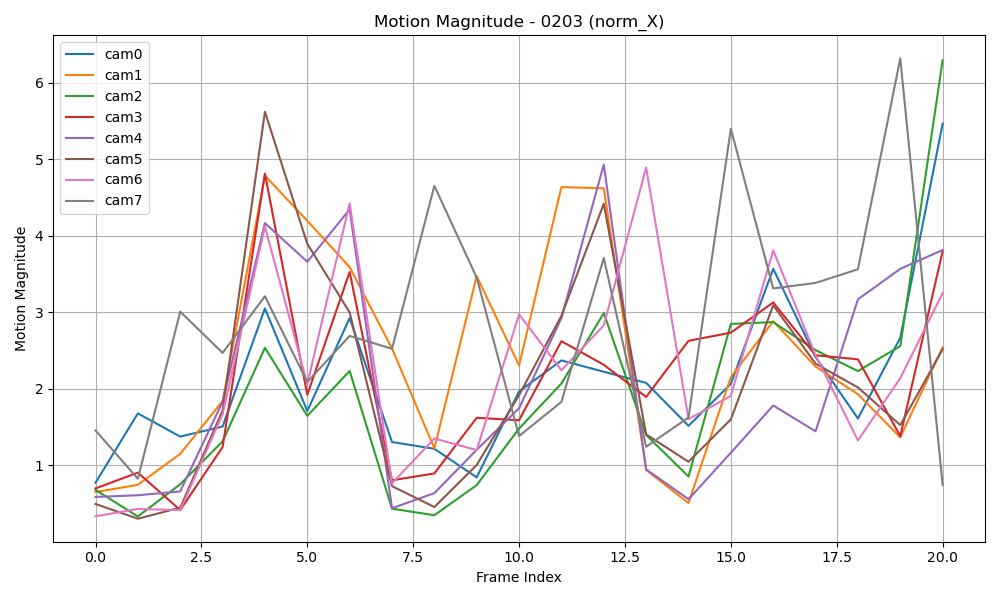 Motion Magnitude - 0203 (norm_X)
cam0
cam1
cam2
cam3
cam4
cam5
cam6
cam7
Motion Magnitude
6
5
4
3
2
1
0.0 2.5 5.0 7.5 10.0 12.5 15.0 17.5 20.0
Frame Index